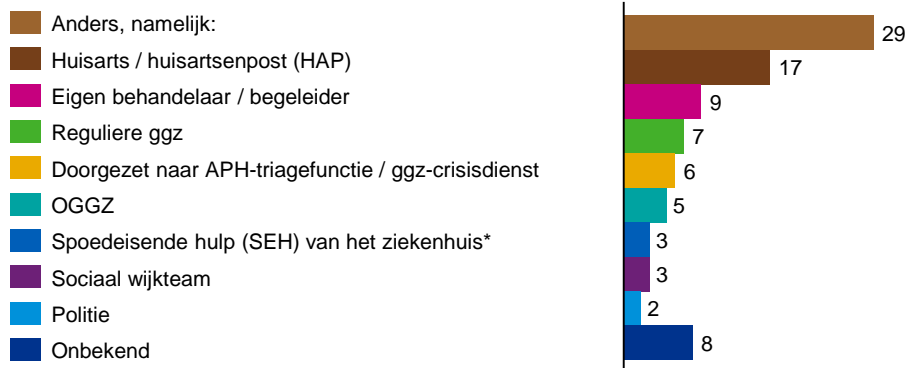 Anders, namelijk: 29
Huisarts / huisartsenpost (HAP) 17
Eigen behandelaar / begeleider 9
Reguliere ggz 7
Doorgezet naar APH-triagefunctie / ggz-crisisdienst 6
OGGZ 5
Spoedeisende hulp (SEH) van het ziekenhuis* 3
Sociaal wijkteam 3
Politie 2
Onbekend 8